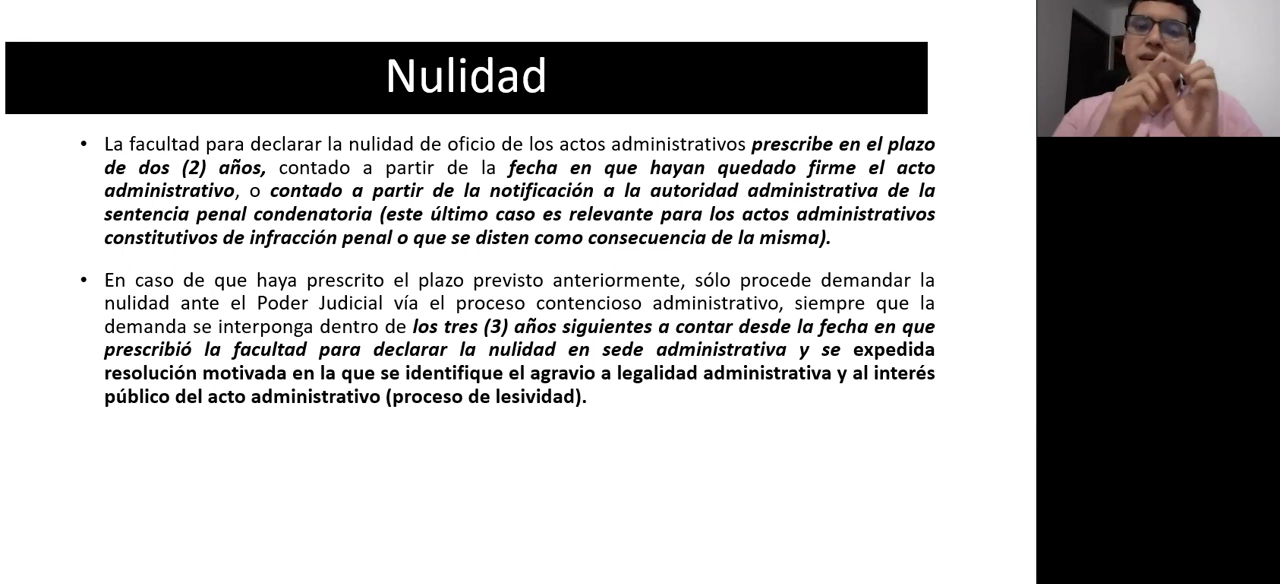 Nulidad
• La facultad para declarar la nulidad de oficio de los actos administrativos prescribe en el plazo
de dos (2) años, contado a partir de la fecha en que hayan quedado firme el acto
administrativo, o contado a partir de la notificación a la autoridad administrativa de la
sentencia penal condenatoria (este último caso es relevante para los actos administrativos
constitutivos de infracción penal o que se disten como consecuencia de la misma).
• En caso de que haya prescrito el plazo previsto anteriormente, sólo procede demandar la
nulidad ante el Poder Judicial vía el proceso contencioso administrativo, siempre que la
demanda se interponga dentro de los tres (3) años siguientes a contar desde la fecha en que
prescribió la facultad para declarar la nulidad en sede administrativa y se expedida
resolución motivada en la que se identifique el agravio a legalidad administrativa y al interés
público del acto administrativo (proceso de lesividad).